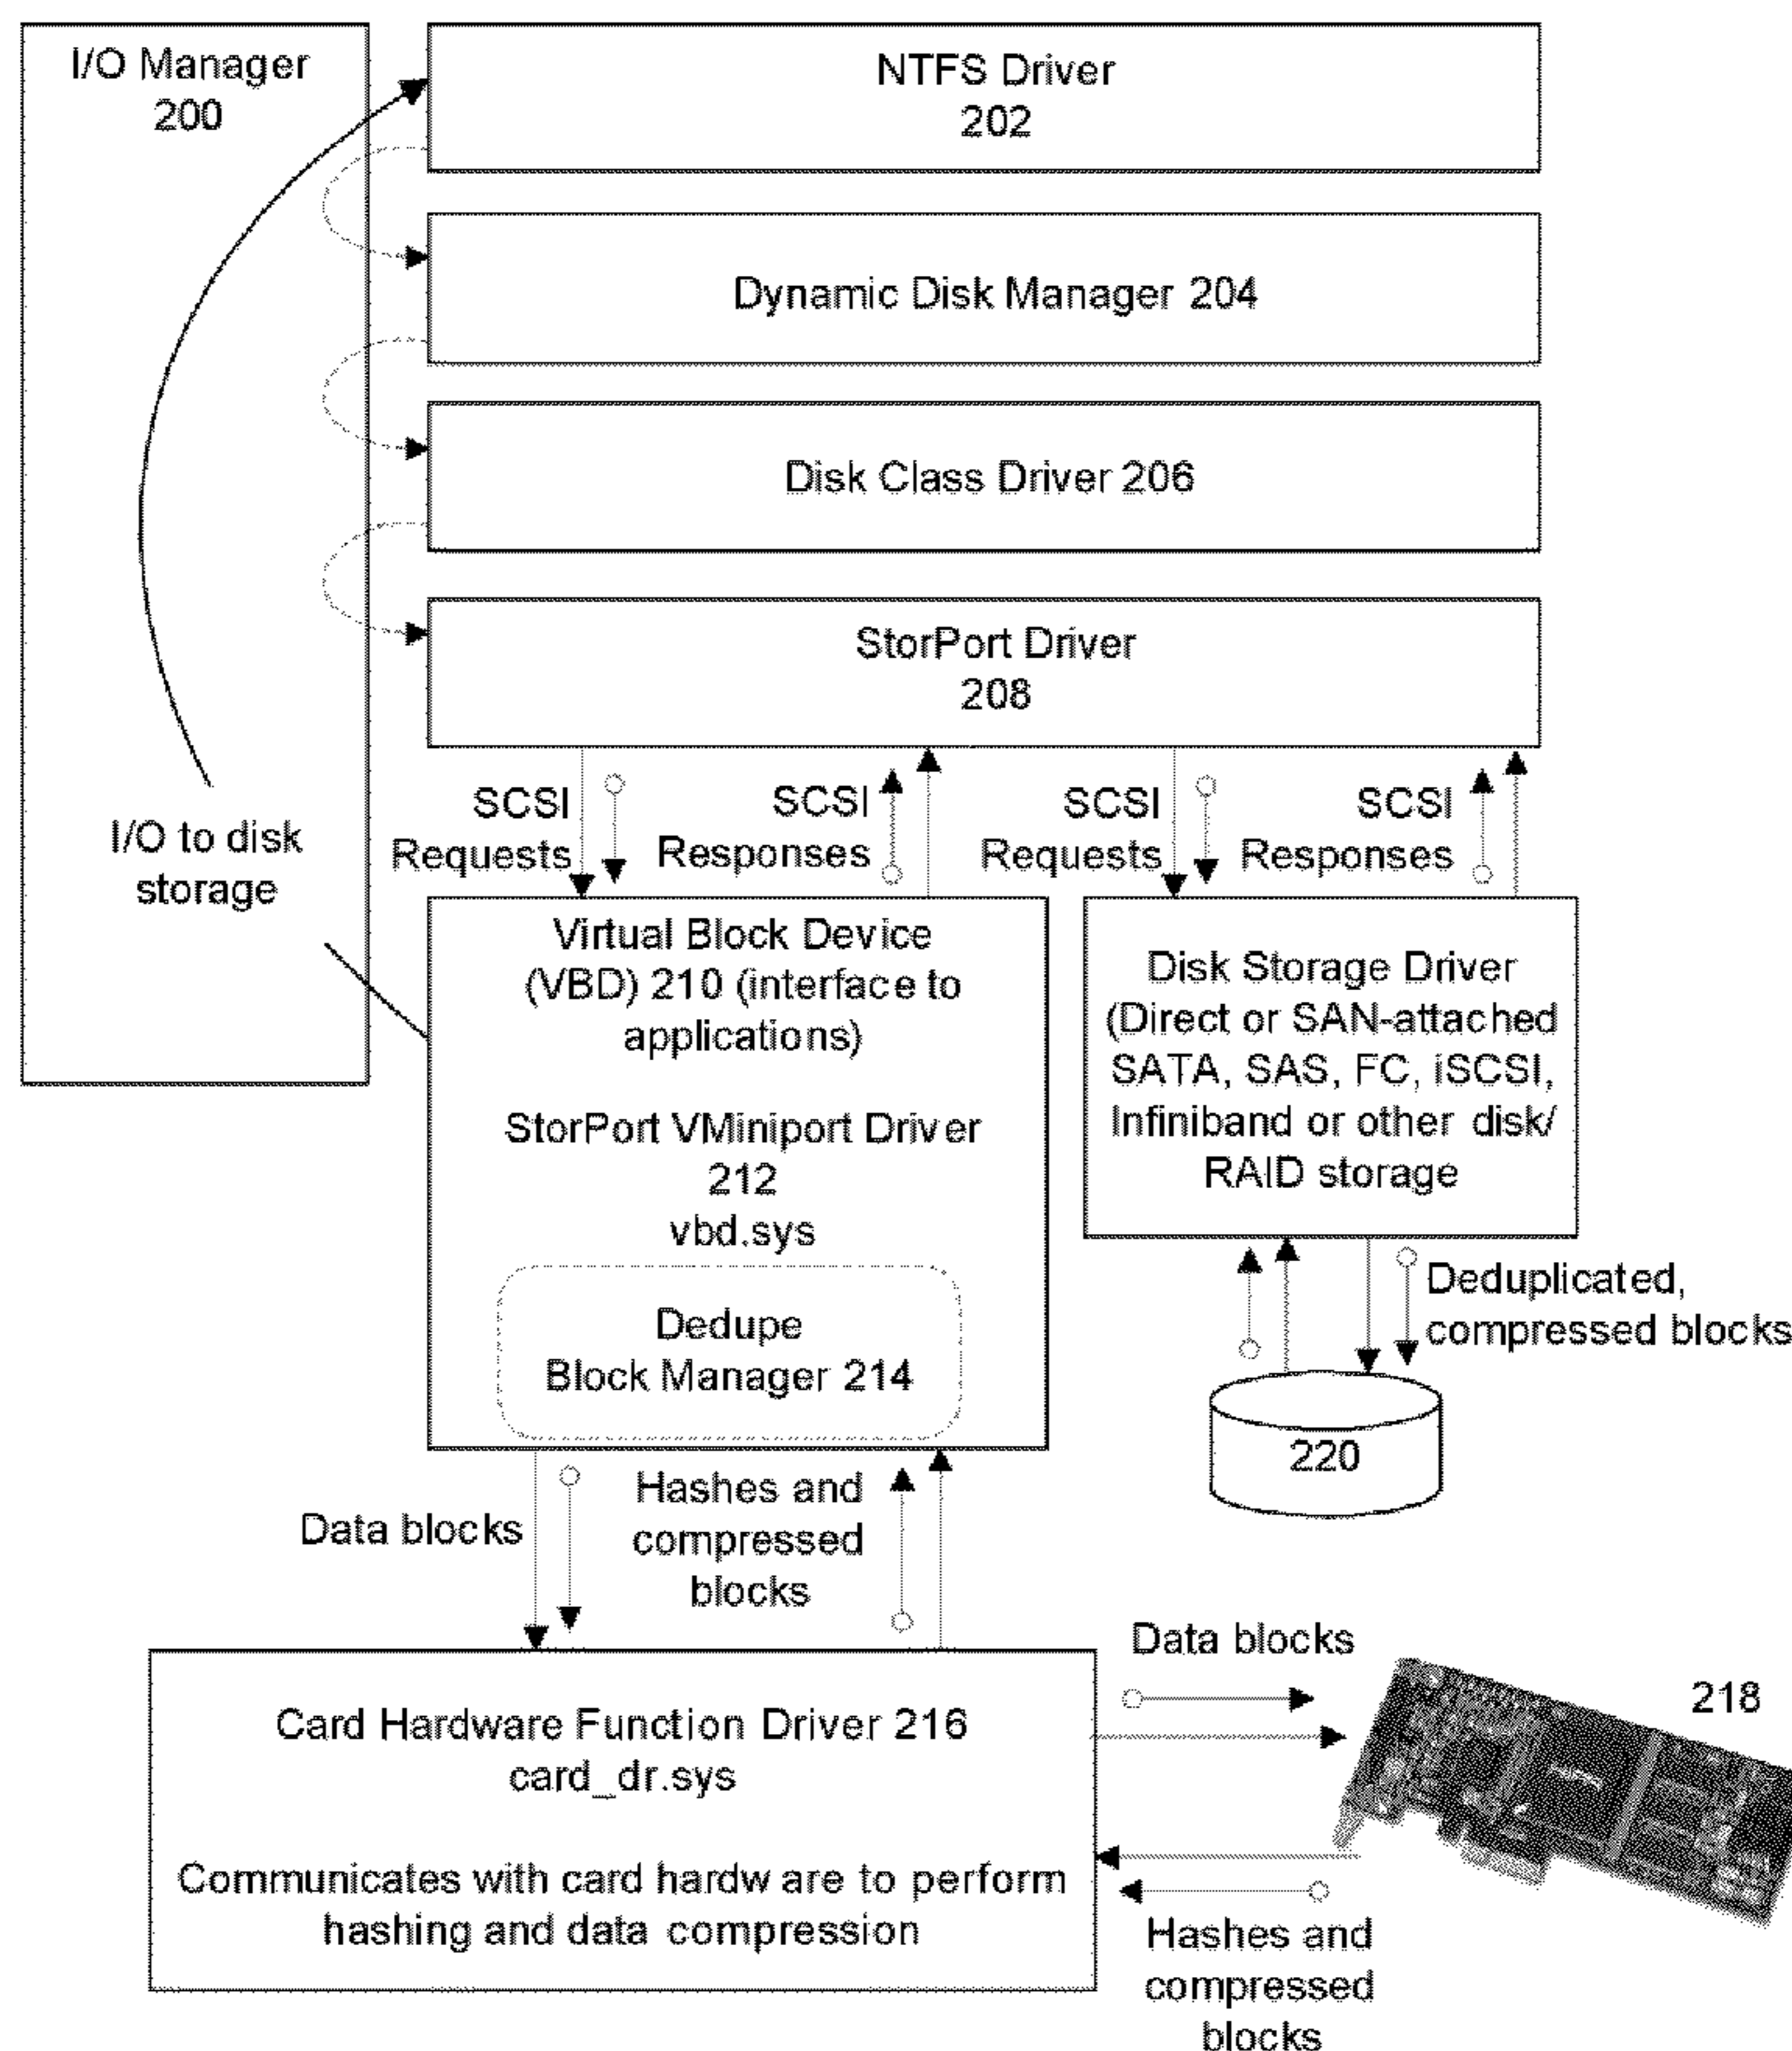 I/O Manager
200
NTFS Driver
202
Dynamic Disk Manager 204
Disk Class Driver 206
StorPort Driver
208
I/O to disk
storage
SCSI
Requests
SCSI
Responses
SCSI
Requests
SCSI
Responses
Virtual Block Device
(VBD) 210 (interface to
applications)
StorPort VMiniport Driver
212
vbd.sys
Dedupe
Block Manager 214
Disk Storage Driver
(Direct or SAN-attached
SATA, SAS, FC, iSCSI,
Infiniband or other disk/
RAID storage
Deduplicated,
compressed blocks
220
Data blocks
Hashes and
compressed
blocks
Card Hardware Function Driver 216
card_dr.sys
Communicates with card hardw are to perform
hashing and data compression
Data blocks
218
Hashes and
compressed
blocks